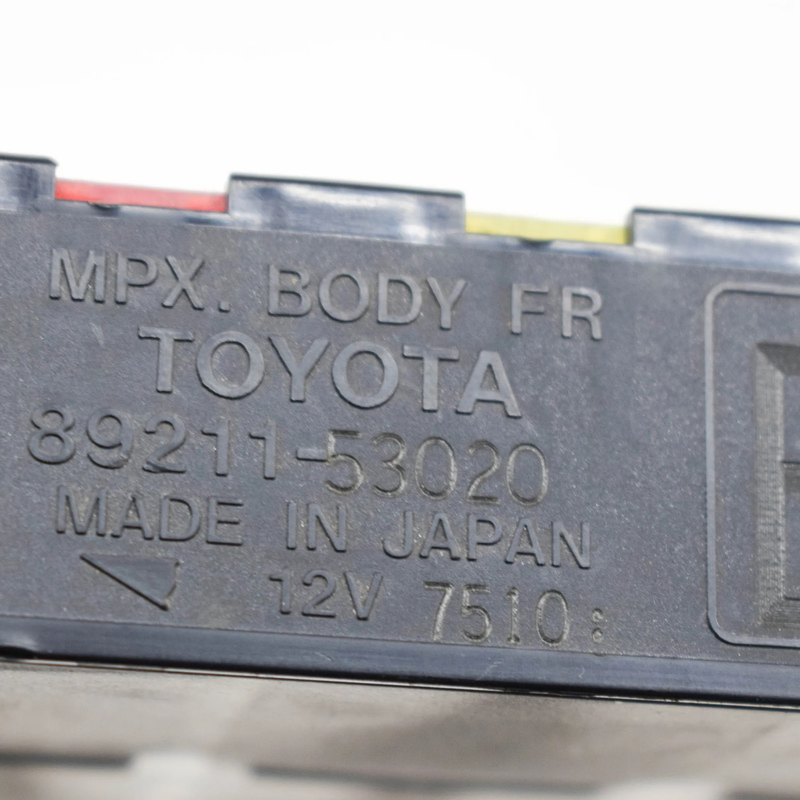 MPX. BODY FR
TOYOTA
89211-53020
MADE IN JAPAN
12V 7510: